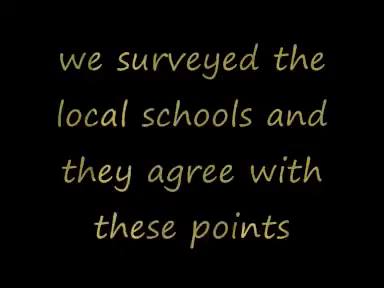 we surveyed the
local schools and
they agree with
these points